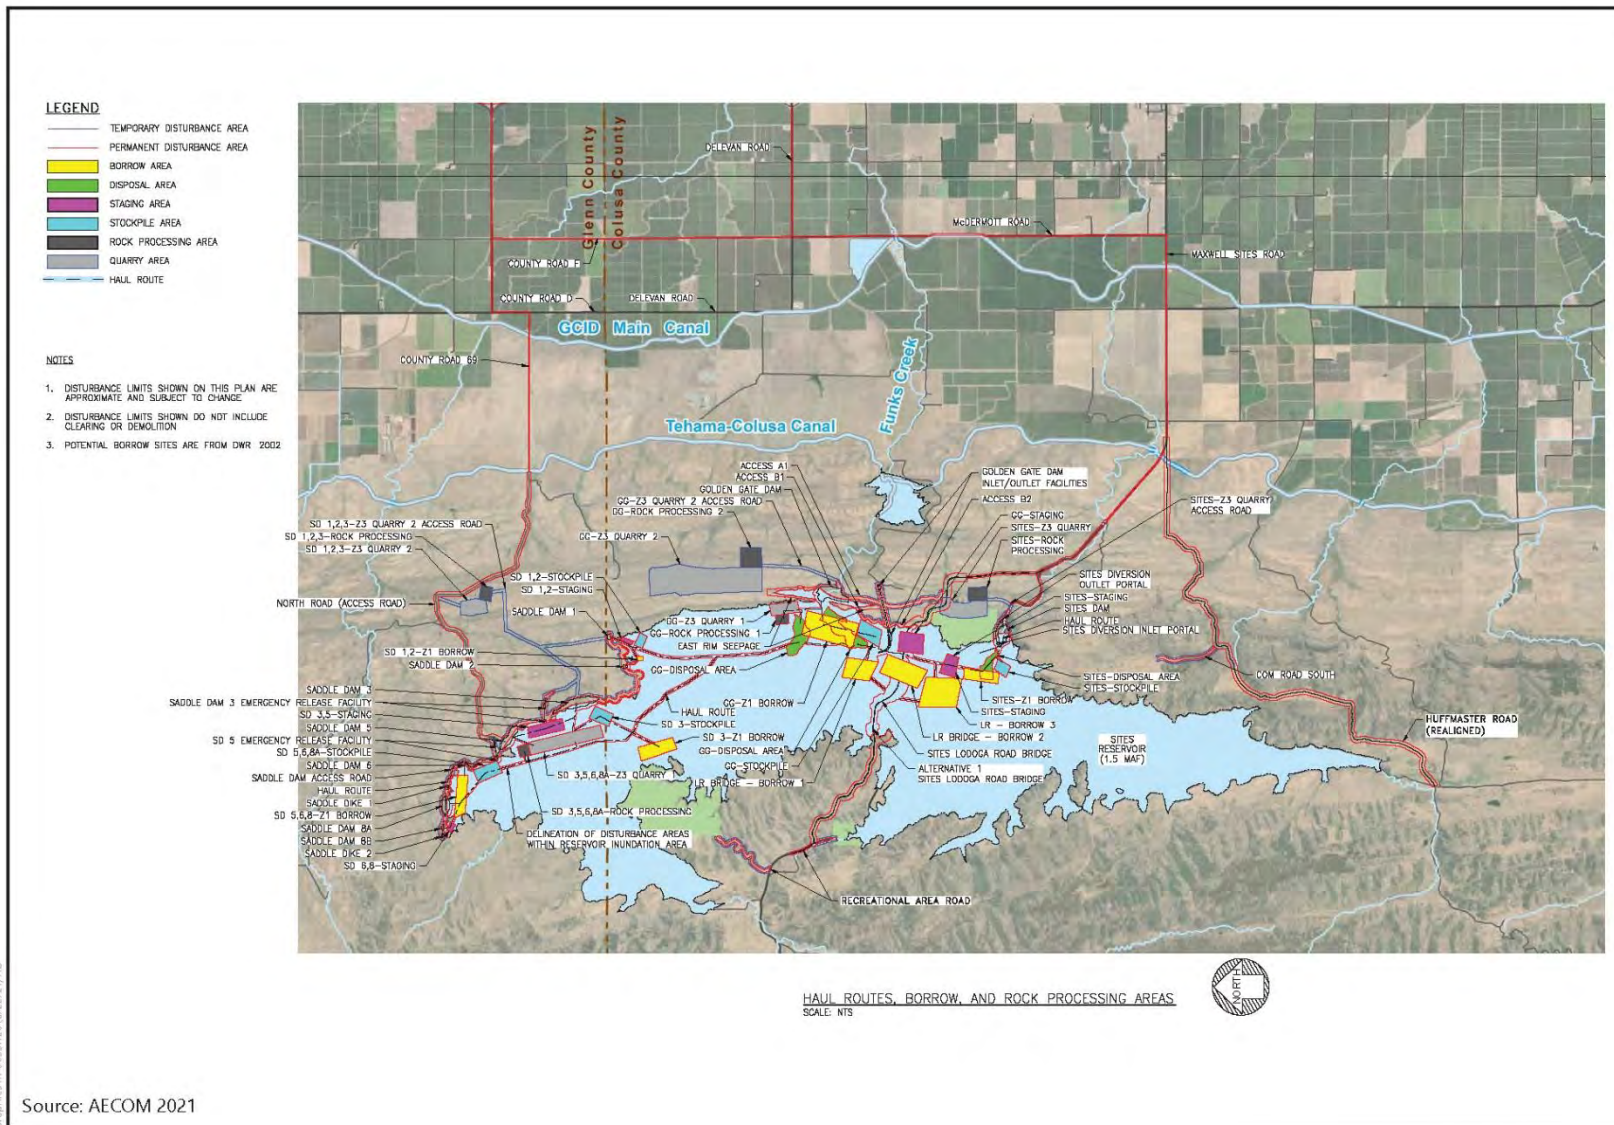 LEGEND
TEMPORARY DISTURBANCE AREA
PERMANENT DISTURBANCE AREA
BORROW AREA
DISPOSAL AREA
STAGING AREA
STOCKPILE AREA
ROCK PROCESSING AREA
QUARRY AREA
HAUL ROUTE
NOTES
1. DISTURBANCE LIMITS SHOWN ON THIS PLAN ARE
APPROXIMATE AND SUBJECT TO CHANGE
2. DISTURBANCE LIMITS SHOWN DO NOT INCLUDE
CLEARING OR DEMOLITION
3. POTENTIAL BORROW SITES ARE FROM DWR 2002
Glenn County
Colusa County
DELEVAN ROAD
McDERMOTT ROAD
MAXWELL SITES ROAD
COUNTY ROAD F
COUNTY ROAD D
DELEVAN ROAD
GCID Main Canal
COUNTY ROAD 69
Funks Creek
Tehama-Colusa Canal
ACCESS A1
ACCESS B1
GOLDEN GATE DAM
GG-Z3 QUARRY 2 ACCESS ROAD
GG-ROCK PROCESSING 2
GG-Z3 QUARRY 2
GOLDEN GATE DAM
INLET/OUTLET FACILITIES
ACCESS B2
GG-STAGING
SITES-Z3 QUARRY
SITES-ROCK
PROCESSING
SITES-Z3 QUARRY
ACCESS ROAD
SD 1,2,3-Z3 QUARRY 2 ACCESS ROAD
SD 1,2,3-ROCK PROCESSING
SD 1,2,3-Z3 QUARRY 2
NORTH ROAD (ACCESS ROAD)
SD 1,2-STOCKPILE
SD 1,2-STAGING
SADDLE DAM 1
SD 1,2-Z1 BORROW
SADDLE DAM 2
SADDLE DAM 3
SADDLE DAM 3 EMERGENCY RELEASE FACILITY
SD 3,5-STAGING
SADDLE DAM 5
SD 5 EMERGENCY RELEASE FACILITY
SD 5,6,8A-STOCKPILE
SADDLE DAM 6
SADDLE DAM ACCESS ROAD
HAUL ROUTE
SADDLE DIKE 1
SD 5,6,8-Z1 BORROW
SADDLE DAM 8A
SADDLE DAM 8B
SADDLE DIKE 2
SD 6,8-STAGING
GG-Z3 QUARRY 1
GG-ROCK PROCESSING 1
EAST RIM SEEPAGE
GG-DISPOSAL AREA
HAUL ROUTE
SD 3-STOCKPILE
SD 3-Z1 BORROW
SD 3,5,6,8A-Z3 QUARRY 1
SD 3,5,6,8A-ROCK PROCESSING
DELINEATION OF DISTURBANCE AREAS
WITHIN RESERVOIR INUNDATION AREA
GG-Z1 BORROW
GG-DISPOSAL AREA
GG-STOCKPILE
LR BRIDGE - BORROW 1
SITES DIVERSION
OUTLET PORTAL
SITES-STAGING
SITES DAM
HAUL ROUTE
SITES DIVERSION INLET PORTAL
SITES-DISPOSAL AREA
SITES-STOCKPILE
SITES-Z1 BORROW
SITES-STAGING
LR - BORROW 3
LR BRIDGE - BORROW 2
SITES LODOGA ROAD BRIDGE
ALTERNATIVE 1
SITES LODOGA ROAD BRIDGE
SITES
RESERVOIR
(1.5 MAF)
COM ROAD SOUTH
HUFFMASTER ROAD
(REALIGNED)
RECREATIONAL AREA ROAD
HAUL ROUTES, BORROW, AND ROCK PROCESSING AREAS
SCALE: NTS
NORTH
Source: AECOM 2021